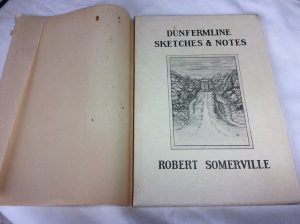 DUNFERMLINE
SKETCHES & NOTES
ROBERT SOMERVILLE